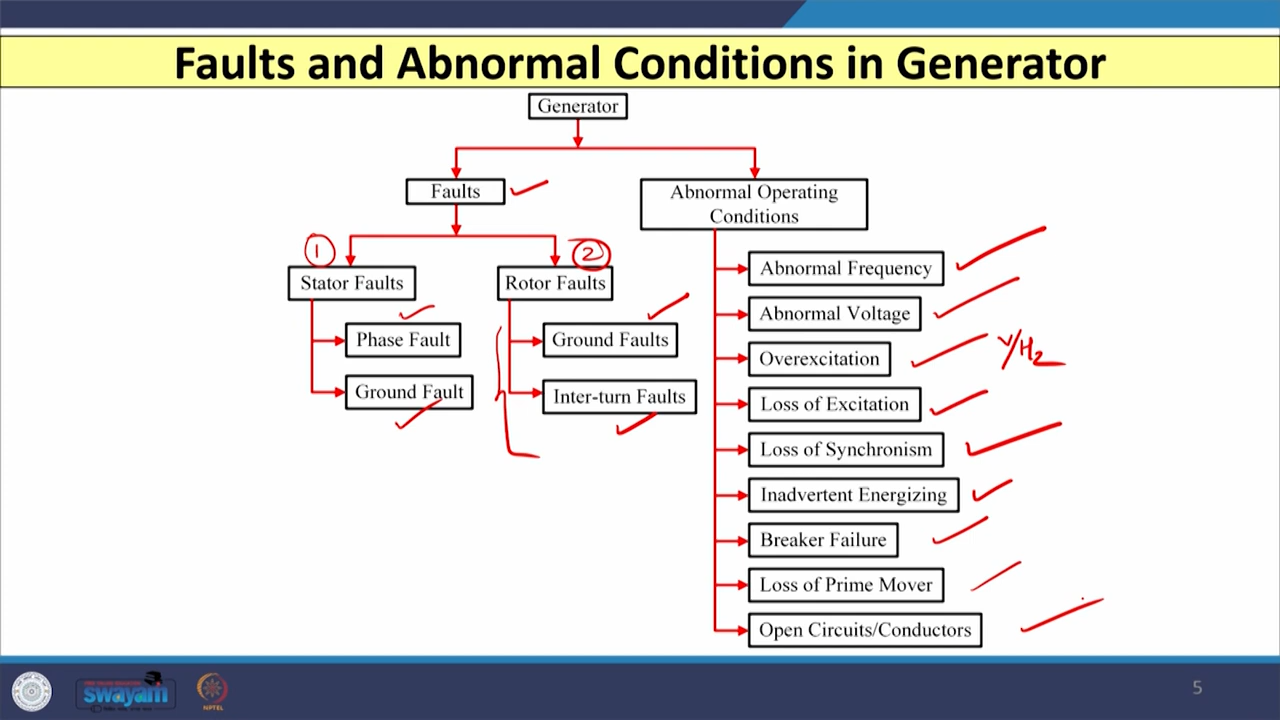 Faults and Abnormal Conditions in Generator
Generator
Faults
Abnormal Operating
Conditions
1
2
Stator Faults
Rotor Faults
Phase Fault
Ground Fault
Ground Faults
Inter-turn Faults
Abnormal Frequency
Abnormal Voltage
Overexcitation
V/Hz
Loss of Excitation
Loss of Synchronism
Inadvertent Energizing
Breaker Failure
Loss of Prime Mover
Open Circuits/Conductors
swayam
NPTEL
5